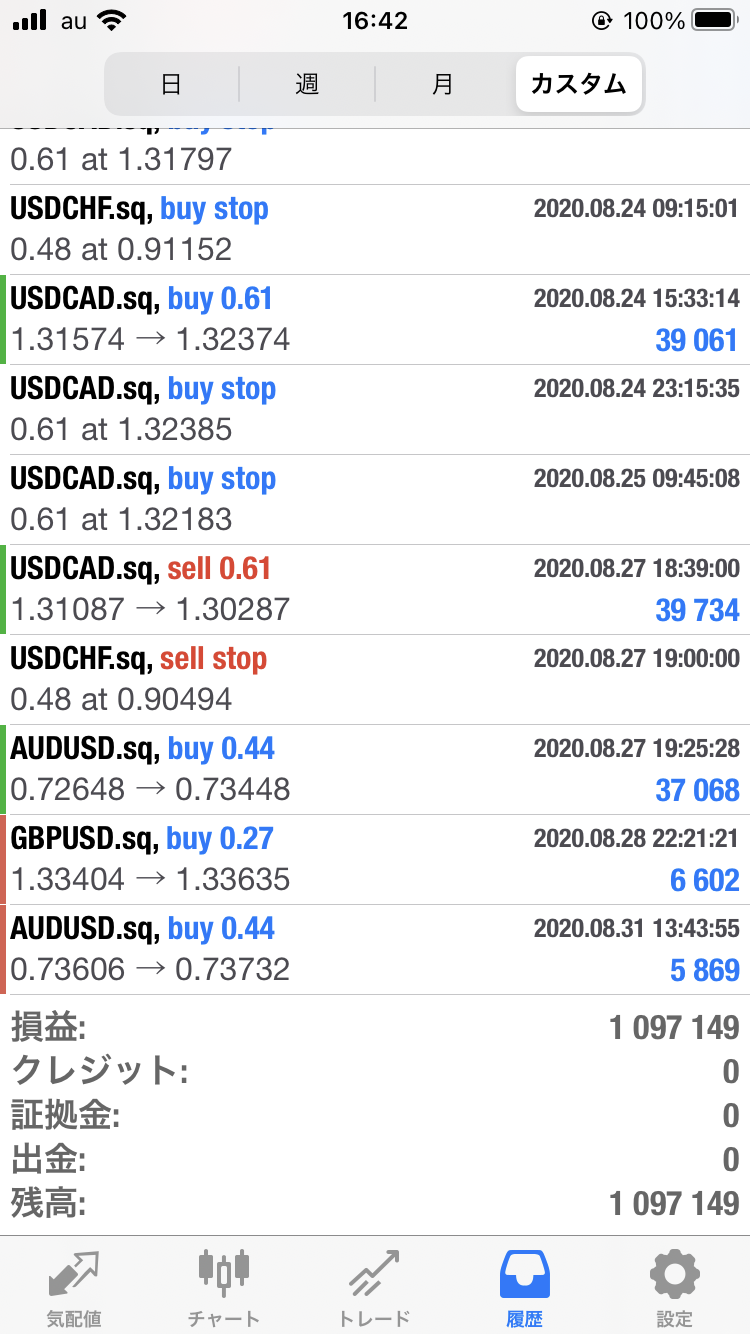 au 16:42 100%
日 週 月 カスタム
USDCAD.sq, buy stop
0.61 at 1.31797
USDCHF.sq, buy stop 2020.08.24 09:15:01
0.48 at 0.91152
USDCAD.sq, buy 0.61 2020.08.24 15:33:14
1.31574 → 1.32374 39 061
USDCAD.sq, buy stop 2020.08.24 23:15:35
0.61 at 1.32385
USDCAD.sq, buy stop 2020.08.25 09:45:08
0.61 at 1.32183
USDCAD.sq, sell 0.61 2020.08.27 18:39:00
1.31087 → 1.30287 39 734
USDCHF.sq, sell stop 2020.08.27 19:00:00
0.48 at 0.90494
AUDUSD.sq, buy 0.44 2020.08.27 19:25:28
0.72648 → 0.73448 37 068
GBPUSD.sq, buy 0.27 2020.08.28 22:21:21
1.33404 → 1.33635 6 602
AUDUSD.sq, buy 0.44 2020.08.31 13:43:55
0.73606 → 0.73732 5 869
損益: 1 097 149
クレジット: 0
証拠金: 0
出金: 0
残高: 1 097 149
気配値 チャート トレード 履歴 設定